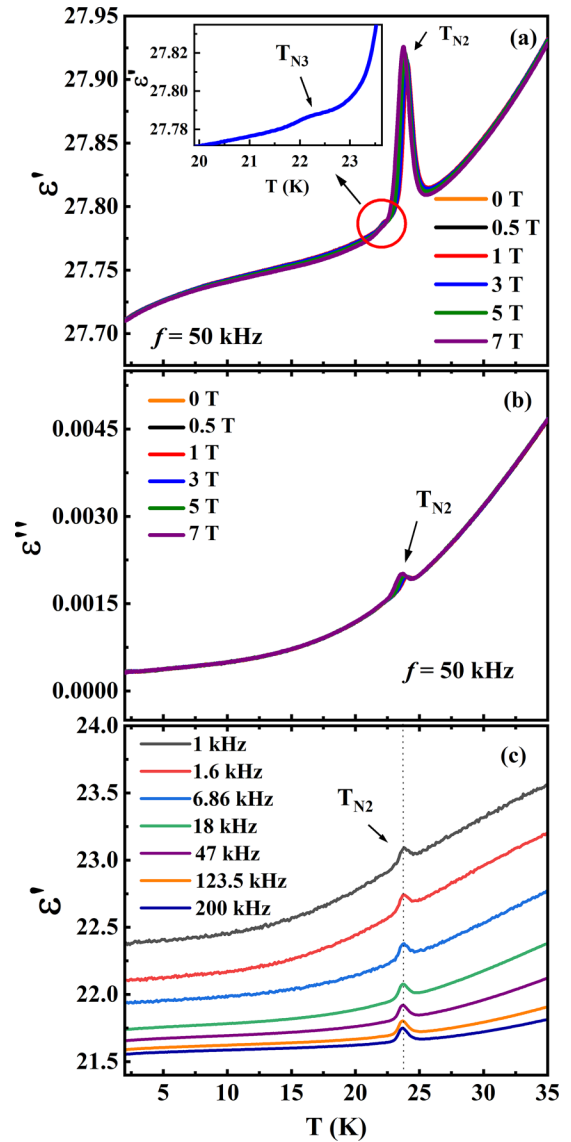 27.95
27.90
27.85
27.80
27.75
27.70
ε'
(a)
T_N2
27.82
27.80
27.78
ε'
T_N3
20 21 22 23
T (K)
0 T
0.5 T
1 T
3 T
5 T
7 T
f = 50 kHz
(b)
0.0045
0.0030
0.0015
0.0000
ε''
0 T
0.5 T
1 T
3 T
5 T
7 T
T_N2
f = 50 kHz
(c)
24.0
23.5
23.0
22.5
22.0
21.5
ε'
1 kHz
1.6 kHz
6.86 kHz
18 kHz
47 kHz
123.5 kHz
200 kHz
T_N2
5 10 15 20 25 30 35
T (K)